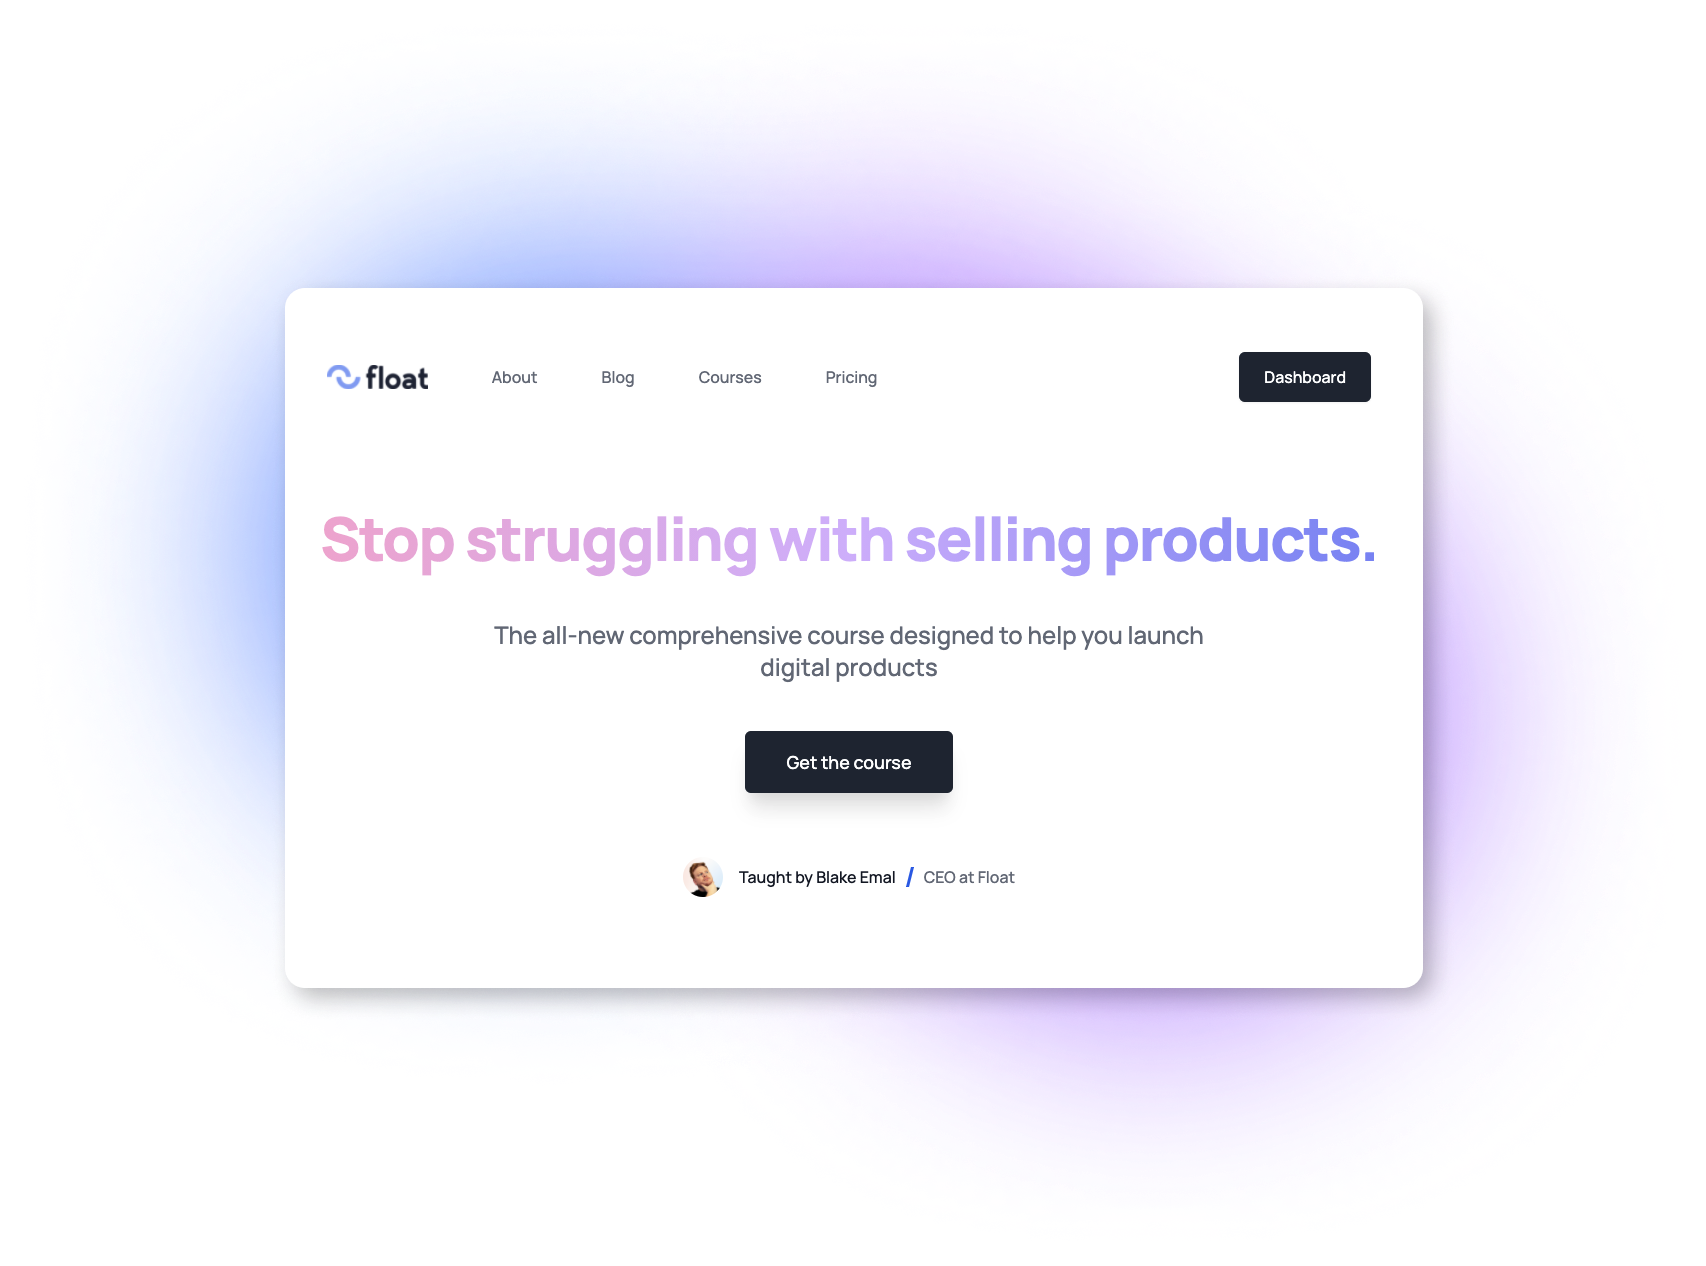 float
About
Blog
Courses
Pricing
Dashboard
Stop struggling with selling products.
The all-new comprehensive course designed to help you launch
digital products
Get the course
Taught by Blake Emal / CEO at Float